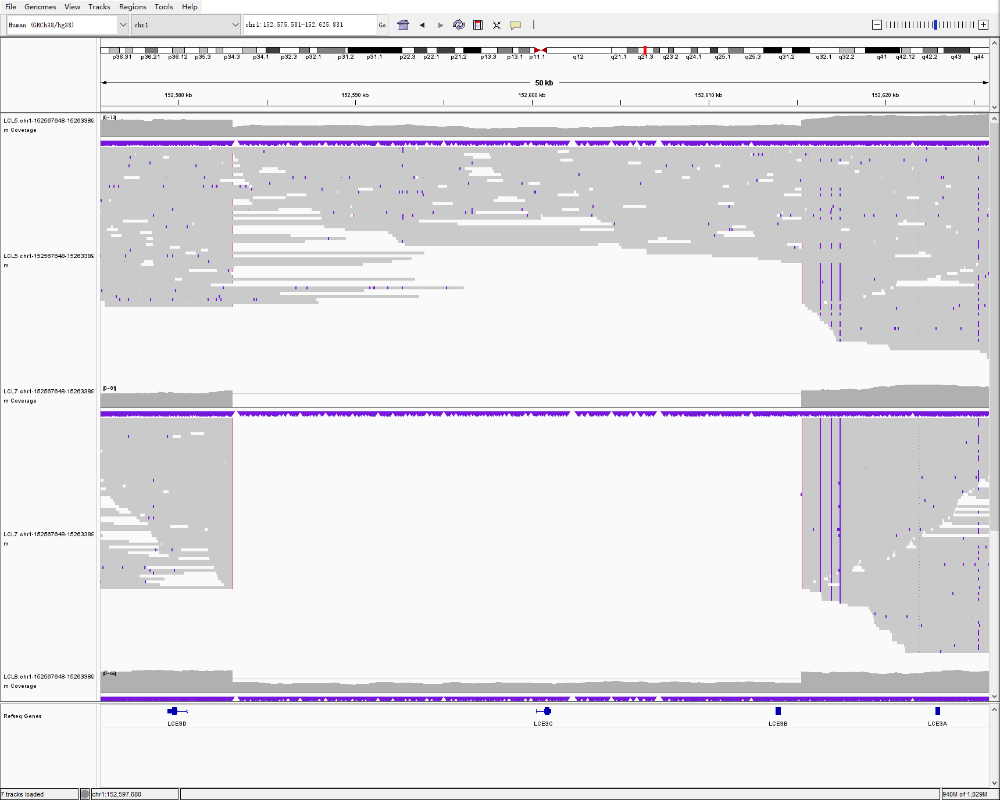 File Genomes View Tracks Regions Tools Help
Human (GRCh38/hg38) chr1 chr1:152,575,581-152,625,831 Go
p36.31 p36.21 p36.12 p35.3 p34.3 p34.1 p32.3 p32.1 p31.2 p31.1 p22.3 p22.1 p21.2 p13.3 p13.1 p11.1 q12 q21.1 q21.3 q23.2 q24.1 q25.1 q25.3 q31.2 q32.1 q32.2 q41 q42.12 q42.2 q43 q44
50 kb
152,580 kb 152,590 kb 152,600 kb 152,610 kb 152,620 kb
[0-73]
LCL5.chr1-152567648-15263389
m Coverage
LCL5.chr1-152567648-15263389
m
[0-81]
LCL7.chr1-152567648-15263389
m Coverage
LCL7.chr1-152567648-15263389
m
[0-66]
LCL8.chr1-152567648-15263389
m Coverage
Refseq Genes
LCE3D LCE3C LCE3B LCE3A
7 tracks loaded chr1:152,597,680 940M of 1,029M